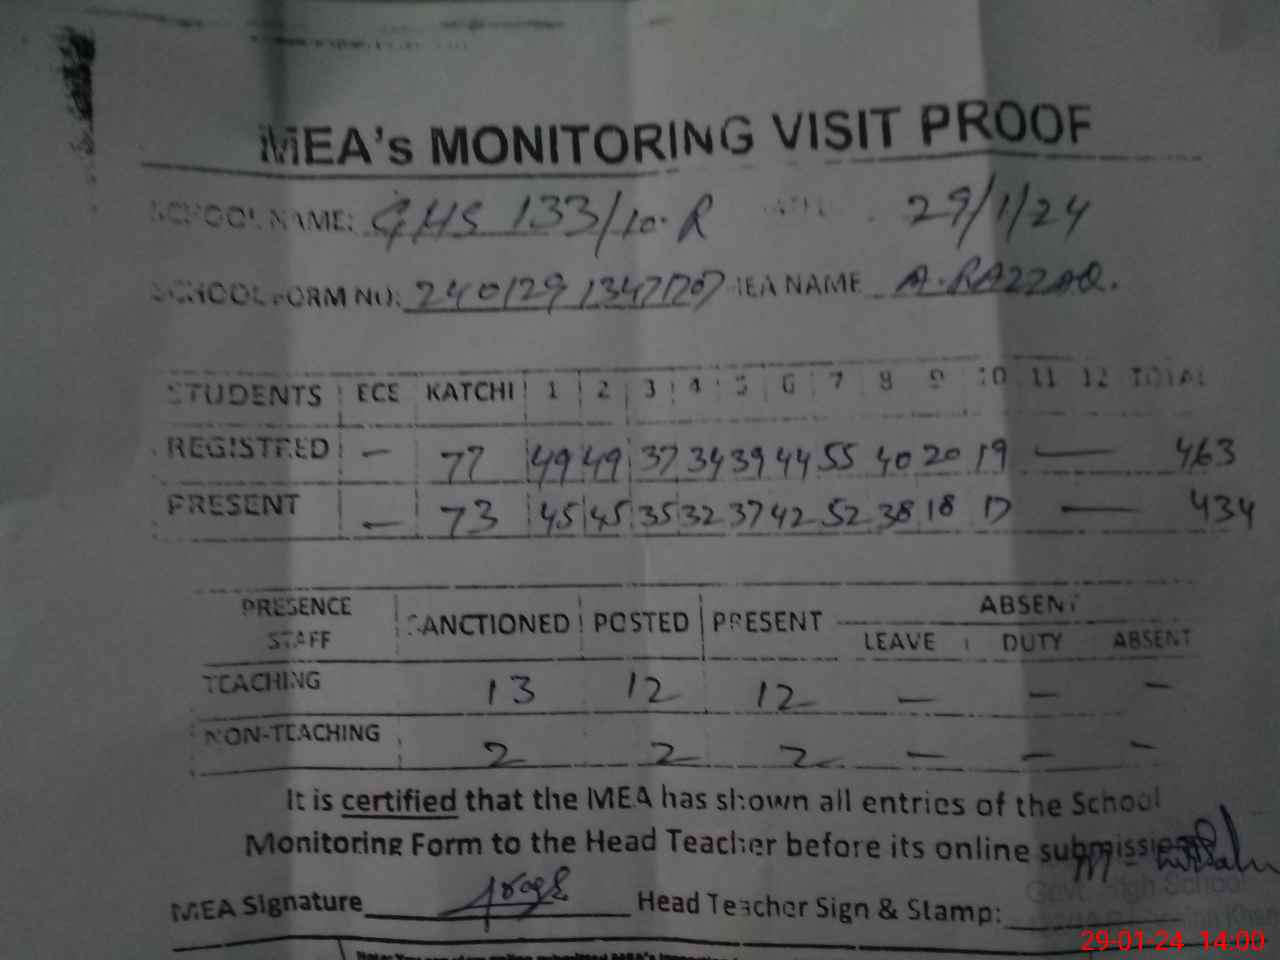 MEA's MONITORING VISIT PROOF
SCHOOL NAME: GHS 133/10.R 29/1/24
SCHOOL FORM NO: MEA NAME A.RAZZAQ.
STUDENTS ECE KATCHI 1 2 3 4 5 6 7 8 9 10 11 12 TOTAL
REGISTERED — 77 49 49 37 34 39 44 55 40 20 19 — 463
PRESENT — 73 45 45 35 32 37 42 52 38 18 17 — 434
PRESENCE STAFF SANCTIONED POSTED PRESENT ABSENT
LEAVE DUTY ABSENT
TEACHING 13 12 12 — — —
NON-TEACHING 2 2 2 — — —
It is certified that the MEA has shown all entries of the School
Monitoring Form to the Head Teacher before its online submission
MEA Signature Head Teacher Sign & Stamp:
Govt. High School
29-01-24 14:00